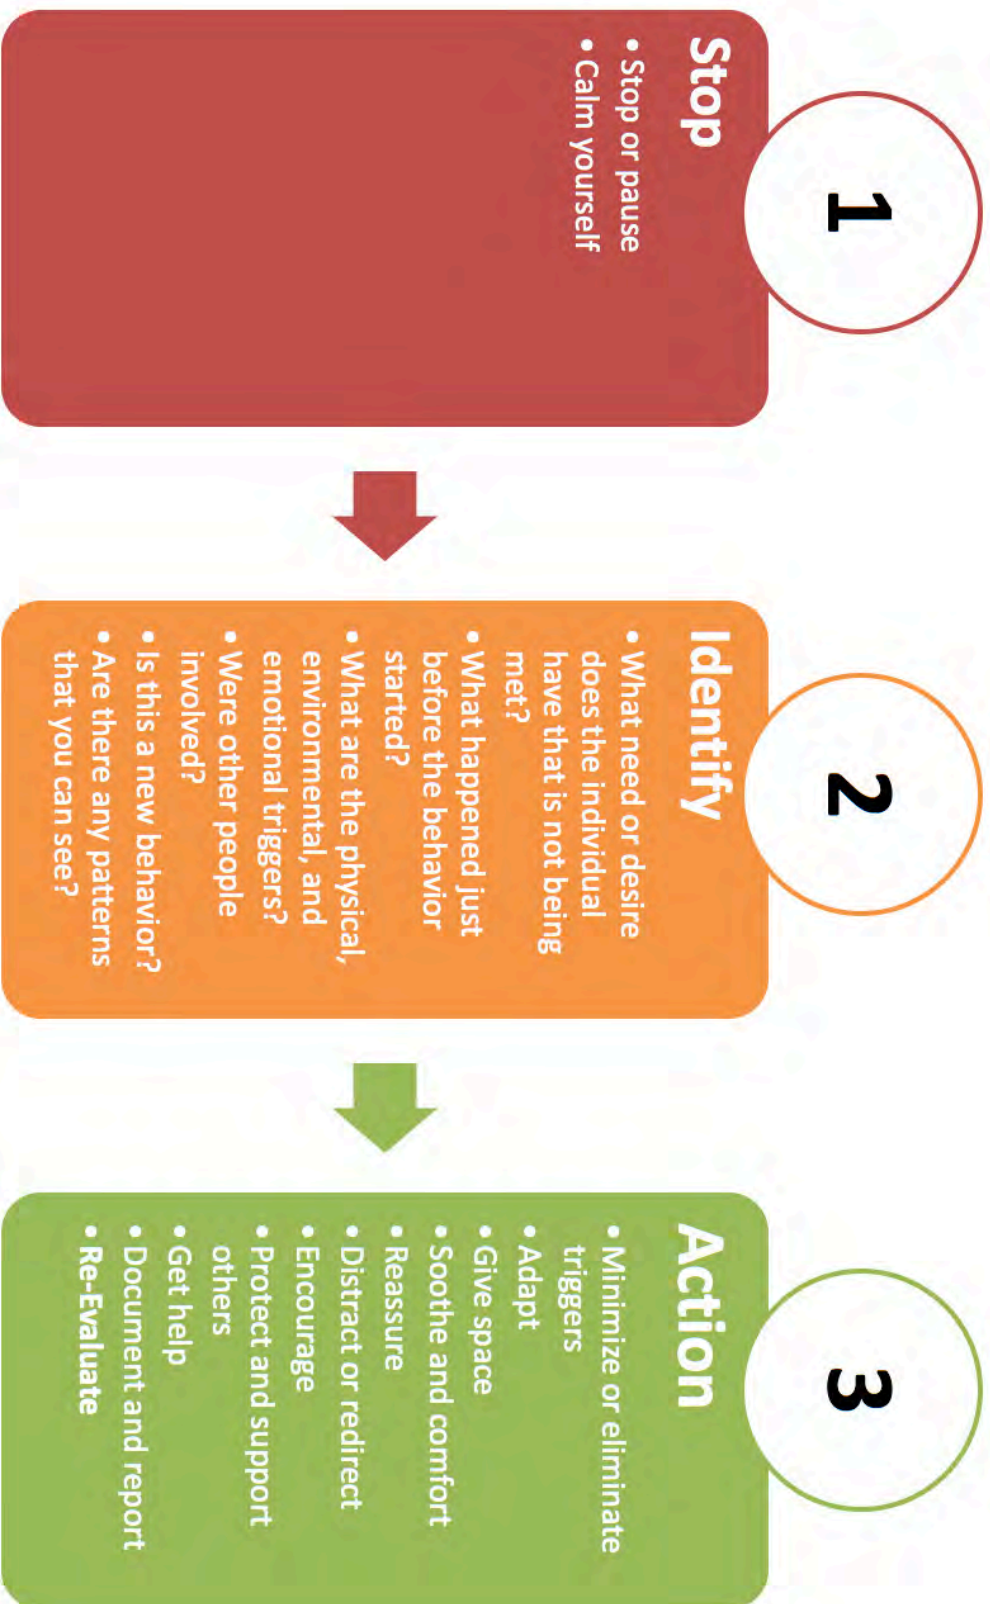 1
Stop
• Stop or pause
• Calm yourself
2
Identify
• What need or desire
does the individual
have that is not being
met?
• What happened just
before the behavior
started?
• What are the physical,
environmental, and
emotional triggers?
• Were other people
involved?
• Is this a new behavior?
• Are there any patterns
that you can see?
3
Action
• Minimize or eliminate
triggers
• Adapt
• Give space
• Soothe and comfort
• Reassure
• Distract or redirect
• Encourage
• Protect and support
others
• Get help
• Document and report
• Re-Evaluate